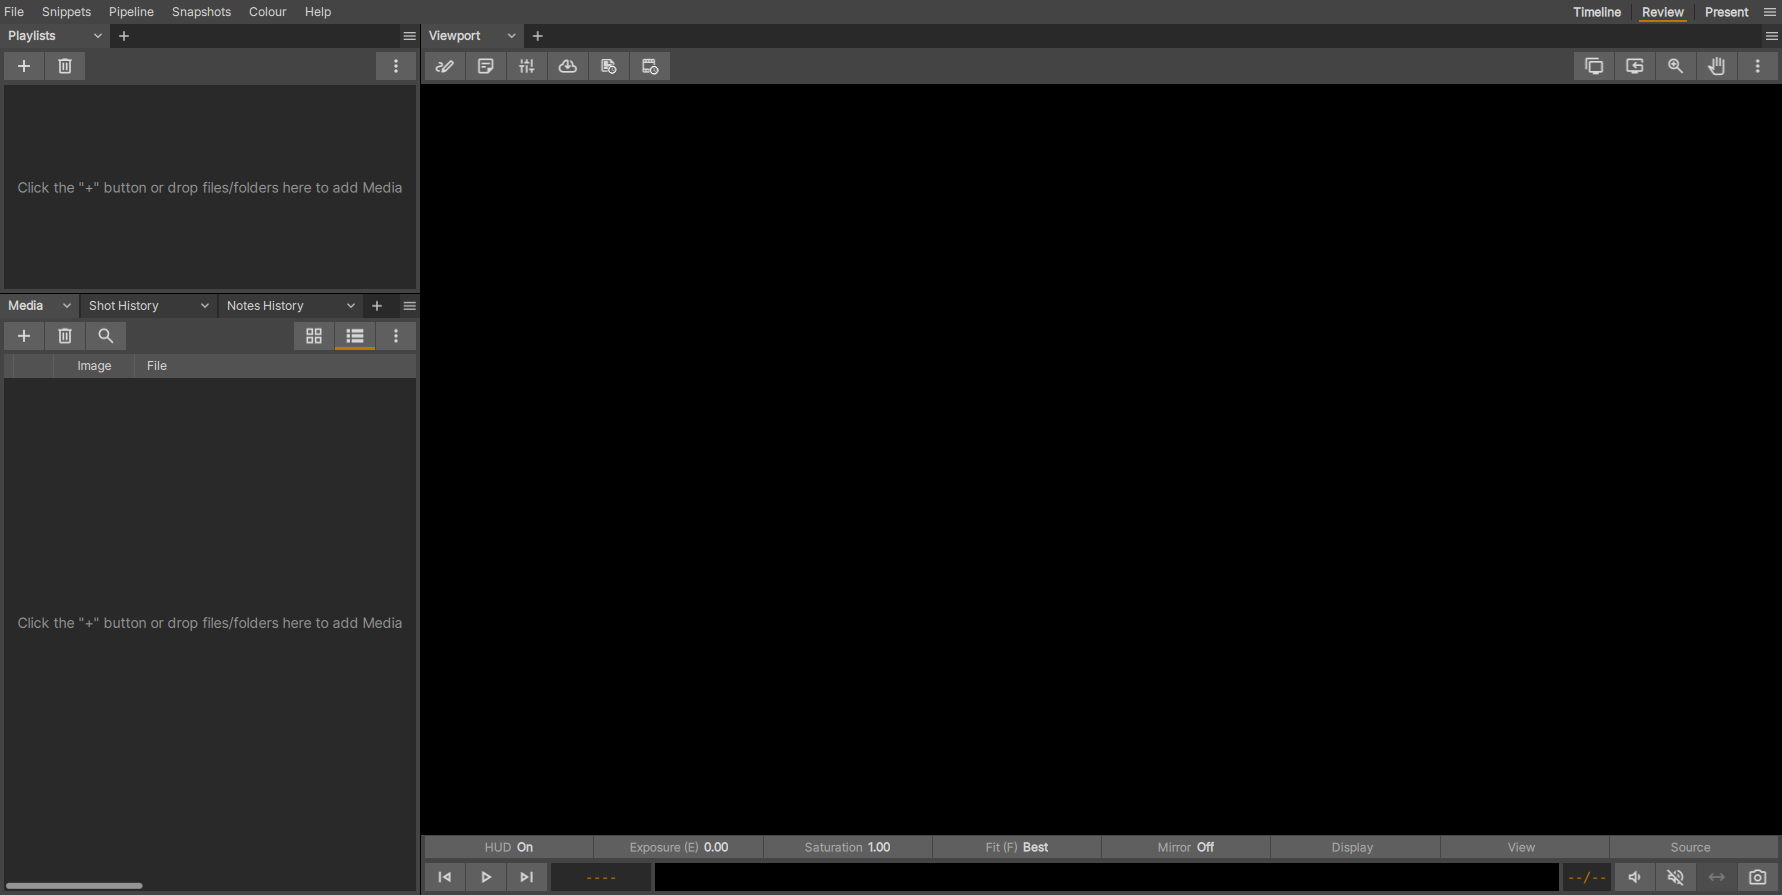 File Snippets Pipeline Snapshots Colour Help Timeline Review Present
Playlists
Viewport
Click the "+" button or drop files/folders here to add Media
Media Shot History Notes History
Image File
Click the "+" button or drop files/folders here to add Media
HUD On Exposure (E) 0.00 Saturation 1.00 Fit (F) Best Mirror Off Display View Source
---- --/--